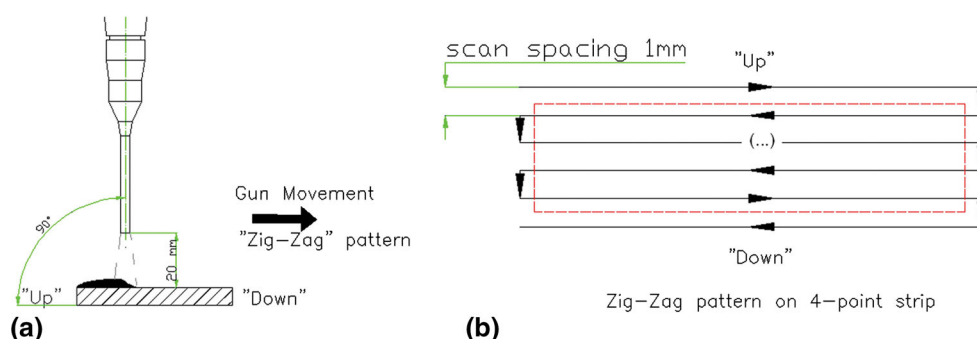 90°
20 mm
Gun Movement
"Zig-Zag" pattern
"Up"
"Down"
(a)
scan spacing 1mm
"Up"
(...)
"Down"
Zig-Zag pattern on 4-point strip
(b)